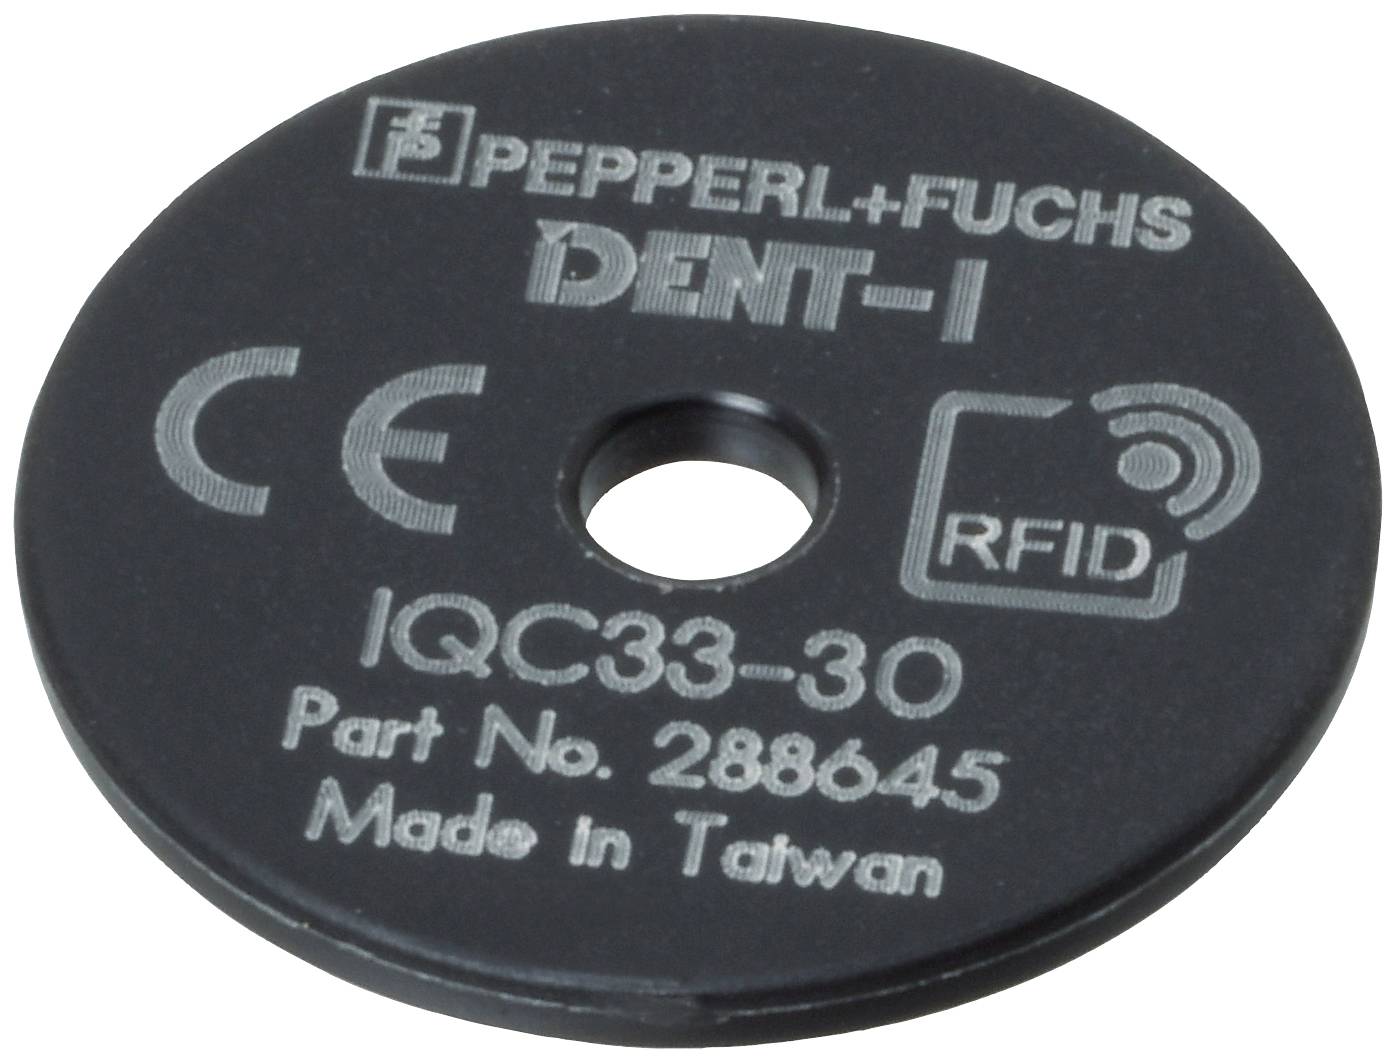 PEPPERL+FUCHS
IDENT-I
CE
RFID
IQC33-30
Part No. 288645
Made in Taiwan